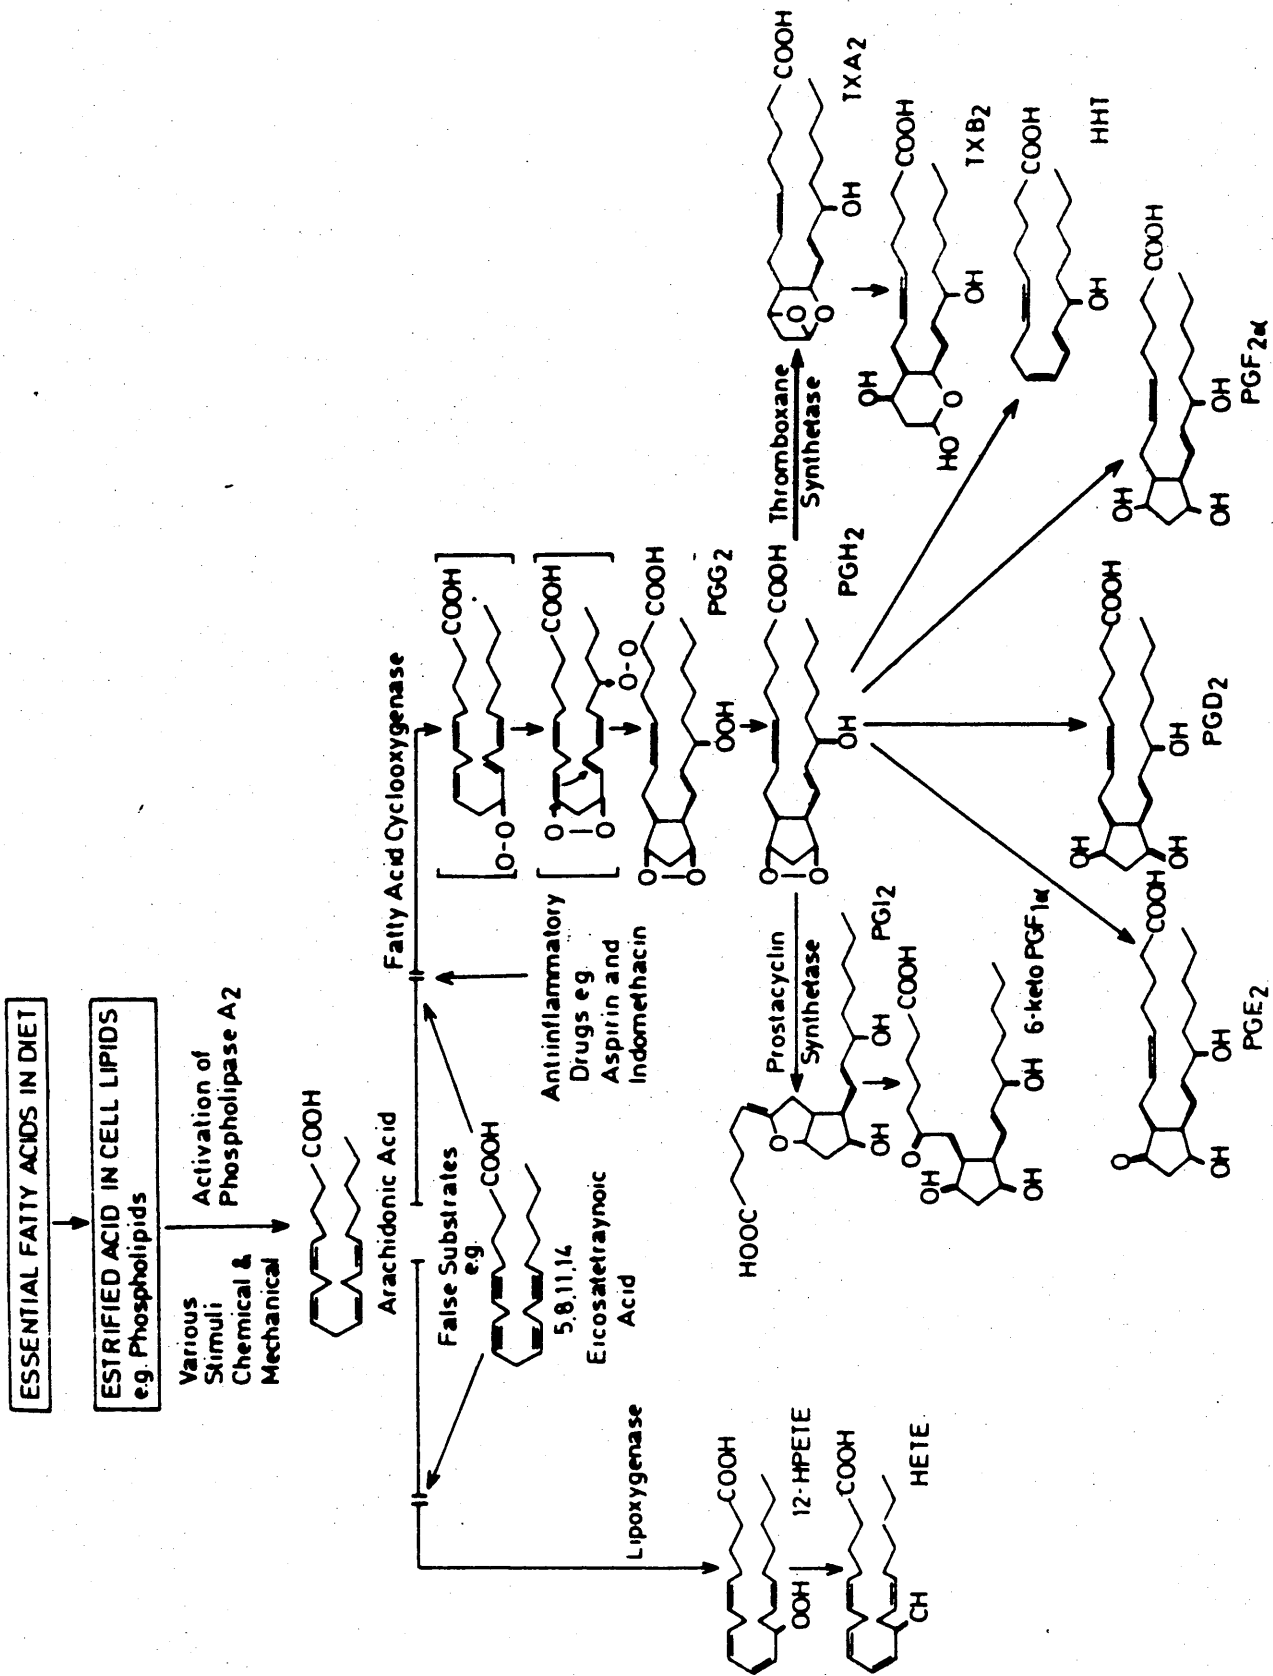 ESSENTIAL FATTY ACIDS IN DIET
ESTRIFIED ACID IN CELL LIPIDS
e.g. Phospholipids
Various
Stimuli
Chemical &
Mechanical
Activation of
Phospholipase A2
COOH
Arachidonic Acid
False Substrates
e.g.
COOH
5,8,11,14
Eicosatetraynoic
Acid
Fatty Acid Cyclooxygenase
Antiinflammatory
Drugs eg
Aspirin and
Indomethacin
Lipoxygenase
COOH
OOH
12-HPETE
COOH
CH
HETE
COOH
O-O
COOH
O
O
O-O
COOH
O
O
OOH
PGG2
COOH
O
O
OH
PGH2
Prostacyclin
Synthetase
HOOC
O
OH
OH
PGI2
COOH
O
OH
OH
OH
6-keto PGF1α
Thromboxane
Synthetase
COOH
O
O
OH
TXA2
COOH
OH
O
HO
OH
TXB2
COOH
OH
HHT
COOH
O
OH
OH
PGE2
COOH
OH
OH
OH
PGD2
COOH
OH
OH
OH
PGF2α